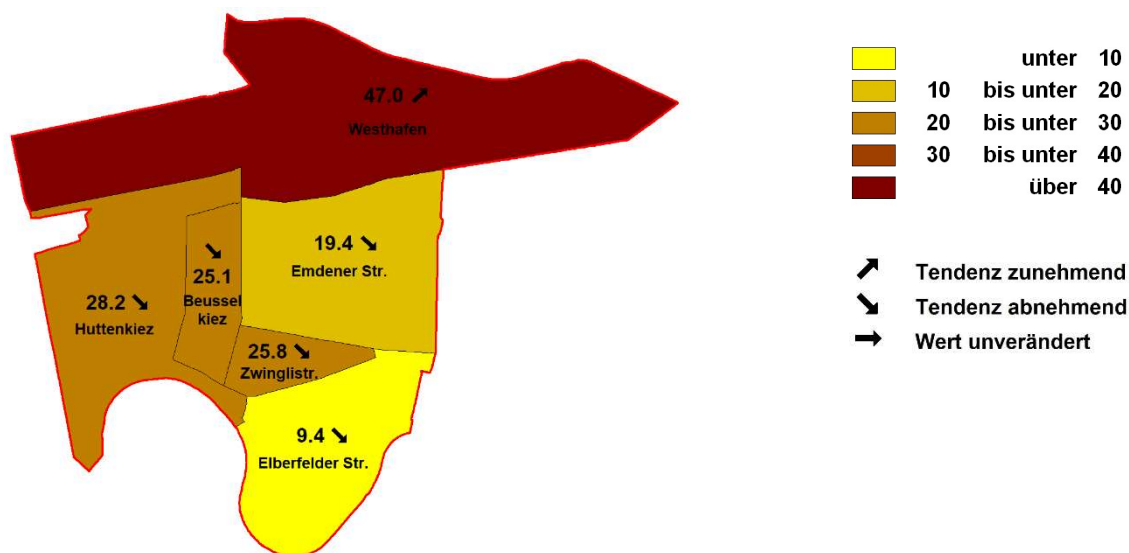 47.0
Westhafen
19.4
Emdener Str.
25.1
Beussel
kiez
28.2
Huttenkiez
25.8
Zwinglistr.
9.4
Elberfelder Str.
unter 10
10 bis unter 20
20 bis unter 30
30 bis unter 40
über 40
Tendenz zunehmend
Tendenz abnehmend
Wert unverändert